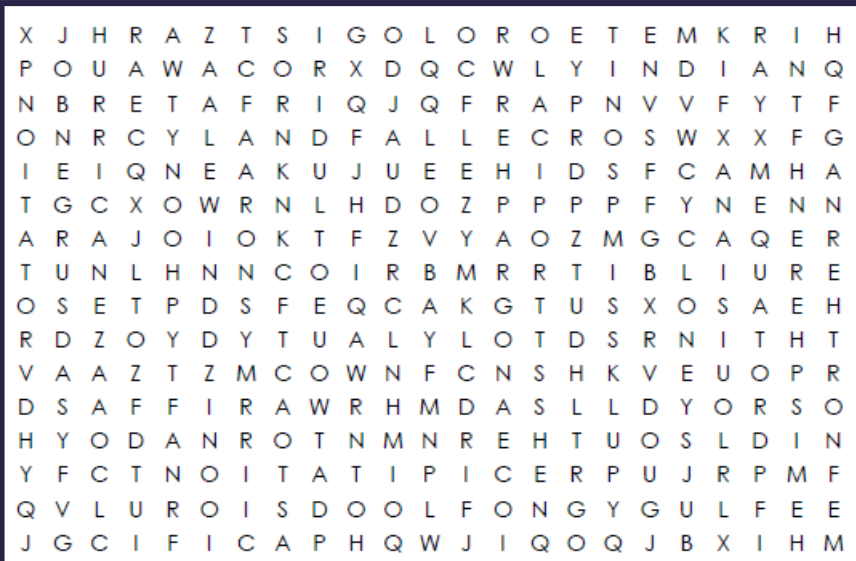 X J H R A Z T S I G O L O R O E T E M K R I H
P O U A W A C O R X D Q C W L Y I N D I A N Q
N B R E T A F R I Q J Q F R A P N V V F Y T F
O N R C Y L A N D F A L L E C R O S W X X F G
I E I Q N E A K U J U E E H I D S F C A M H A
T G C X O W R N L H D O Z P P P P F Y N E N N
A R A J O I O K T F Z V Y A O Z M G C A Q E R
T U N L H N N C O I R B M R R T I B L I U R E
O S E T P D S F E Q C A K G T U S X O S A E H
R D Z O Y D Y T U A L Y L O T D S R N I T H T
V A A Z T Z M C O W N F C N S H K V E U O P R
D S A F F I R A W R H M D A S L L D Y O R S O
H Y O D A N R O T N M N R E H T U O S L D I N
Y F C T N O I T A T I P I C E R P U J R P M F
Q V L U R O I S D O O L F O N G Y G U L F E E
J G C I F I C A P H Q W J I Q O Q J B X I H M